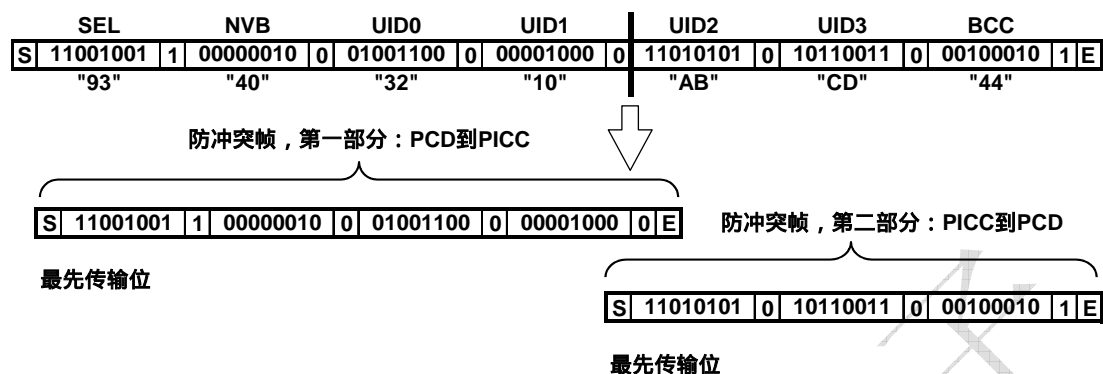 SEL NVB UID0 UID1 UID2 UID3 BCC
S 11001001 1 00000010 0 01001100 0 00001000 0 11010101 0 10110011 0 00100010 1 E
"93" "40" "32" "10" "AB" "CD" "44"
防冲突帧，第一部分：PCD到PICC
S 11001001 1 00000010 0 01001100 0 00001000 0 E
防冲突帧，第二部分：PICC到PCD
最先传输位
S 11010101 0 10110011 0 00100010 1 E
最先传输位